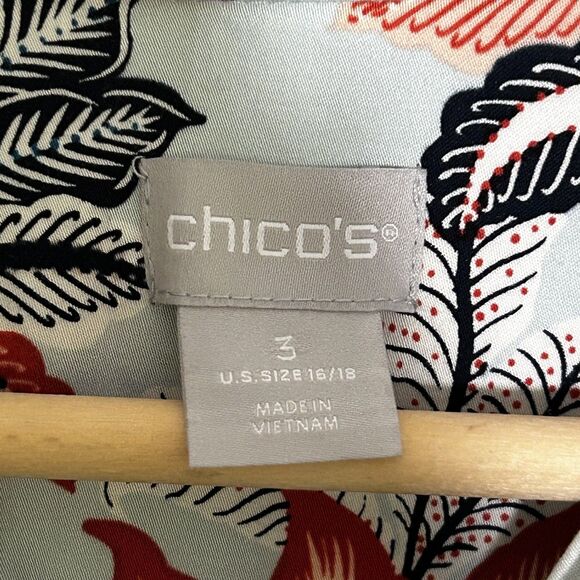 chico's®
3
U.S. SIZE 16/18
MADE IN
VIETNAM